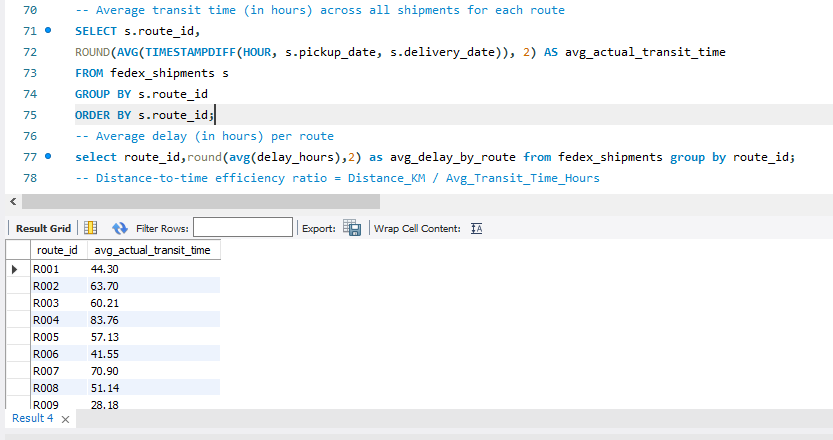 70 -- Average transit time (in hours) across all shipments for each route
71 SELECT s.route_id,
72 ROUND(AVG(TIMESTAMPDIFF(HOUR, s.pickup_date, s.delivery_date)), 2) AS avg_actual_transit_time
73 FROM fedex_shipments s
74 GROUP BY s.route_id
75 ORDER BY s.route_id;
76 -- Average delay (in hours) per route
77 select route_id,round(avg(delay_hours),2) as avg_delay_by_route from fedex_shipments group by route_id;
78 -- Distance-to-time efficiency ratio = Distance_KM / Avg_Transit_Time_Hours
Result Grid Filter Rows: Export: Wrap Cell Content:
route_id avg_actual_transit_time
R001 44.30
R002 63.70
R003 60.21
R004 83.76
R005 57.13
R006 41.55
R007 70.90
R008 51.14
R009 28.18
Result 4